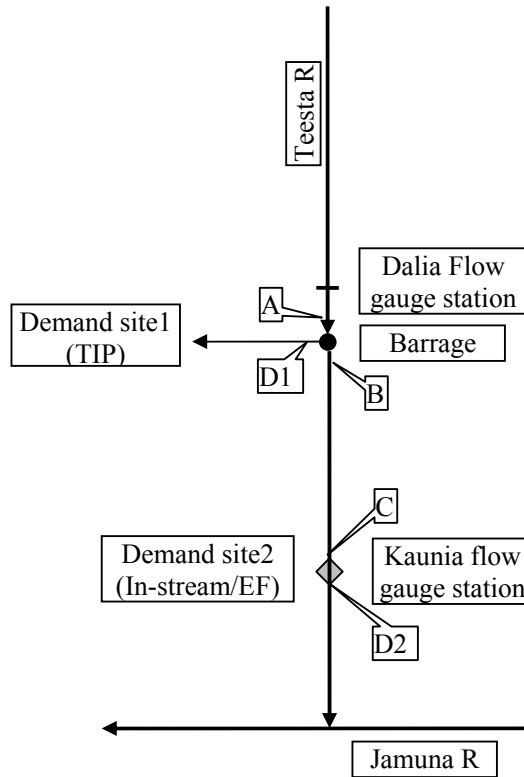 Teesta R
Dalia Flow
gauge station
A
Demand site1
(TIP)
Barrage
D1
B
C
Demand site2
(In-stream/EF)
Kaunia flow
gauge station
D2
Jamuna R